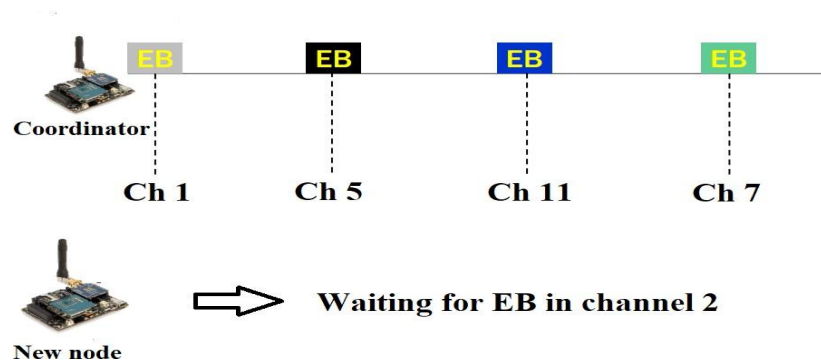 EB EB EB EB
Coordinator
Ch 1 Ch 5 Ch 11 Ch 7
Waiting for EB in channel 2
New node